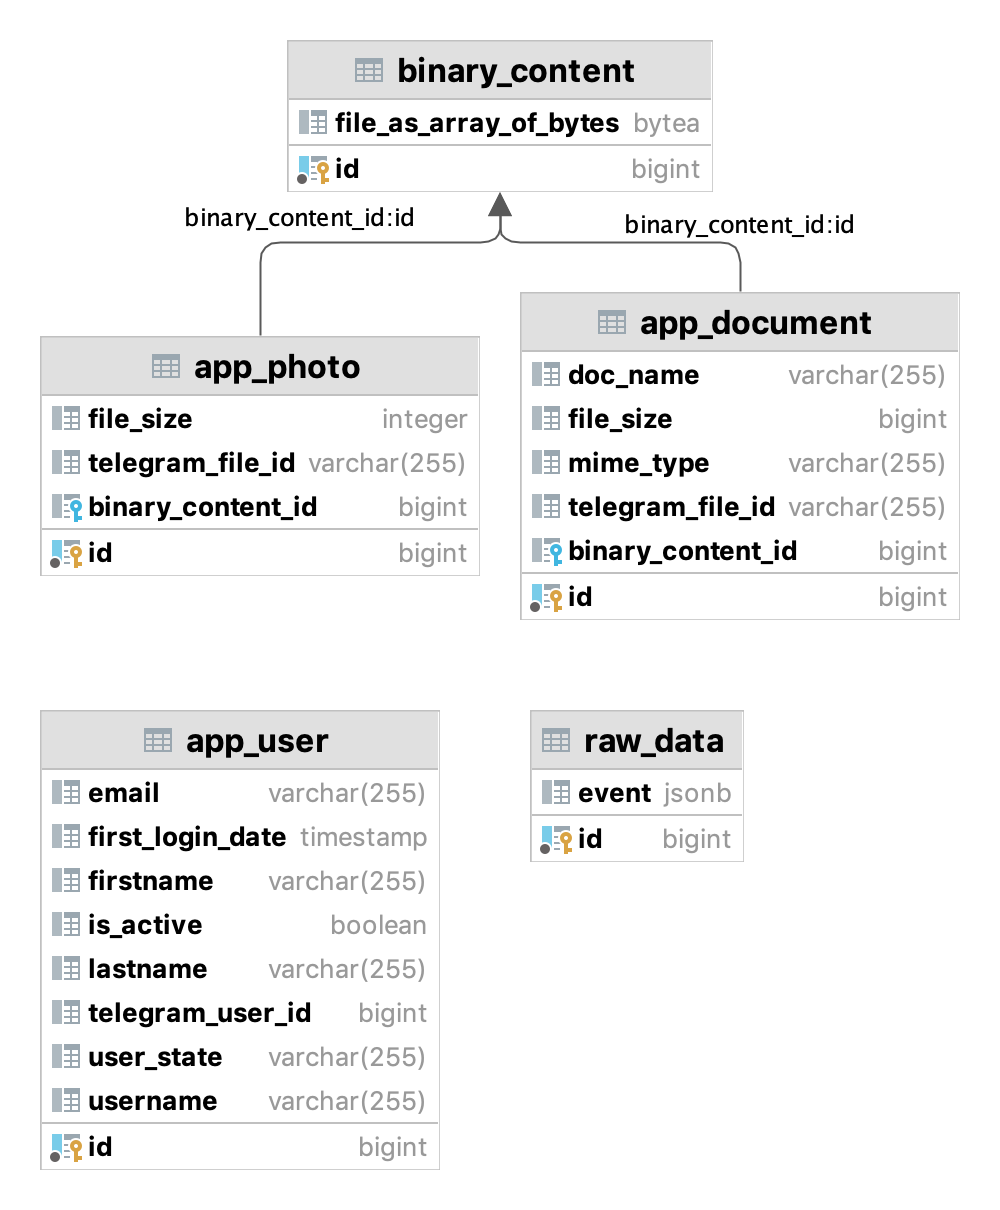 binary_content
file_as_array_of_bytes bytea
id bigint
binary_content_id:id
binary_content_id:id
app_photo
file_size integer
telegram_file_id varchar(255)
binary_content_id bigint
id bigint
app_document
doc_name varchar(255)
file_size bigint
mime_type varchar(255)
telegram_file_id varchar(255)
binary_content_id bigint
id bigint
app_user
email varchar(255)
first_login_date timestamp
firstname varchar(255)
is_active boolean
lastname varchar(255)
telegram_user_id bigint
user_state varchar(255)
username varchar(255)
id bigint
raw_data
event jsonb
id bigint